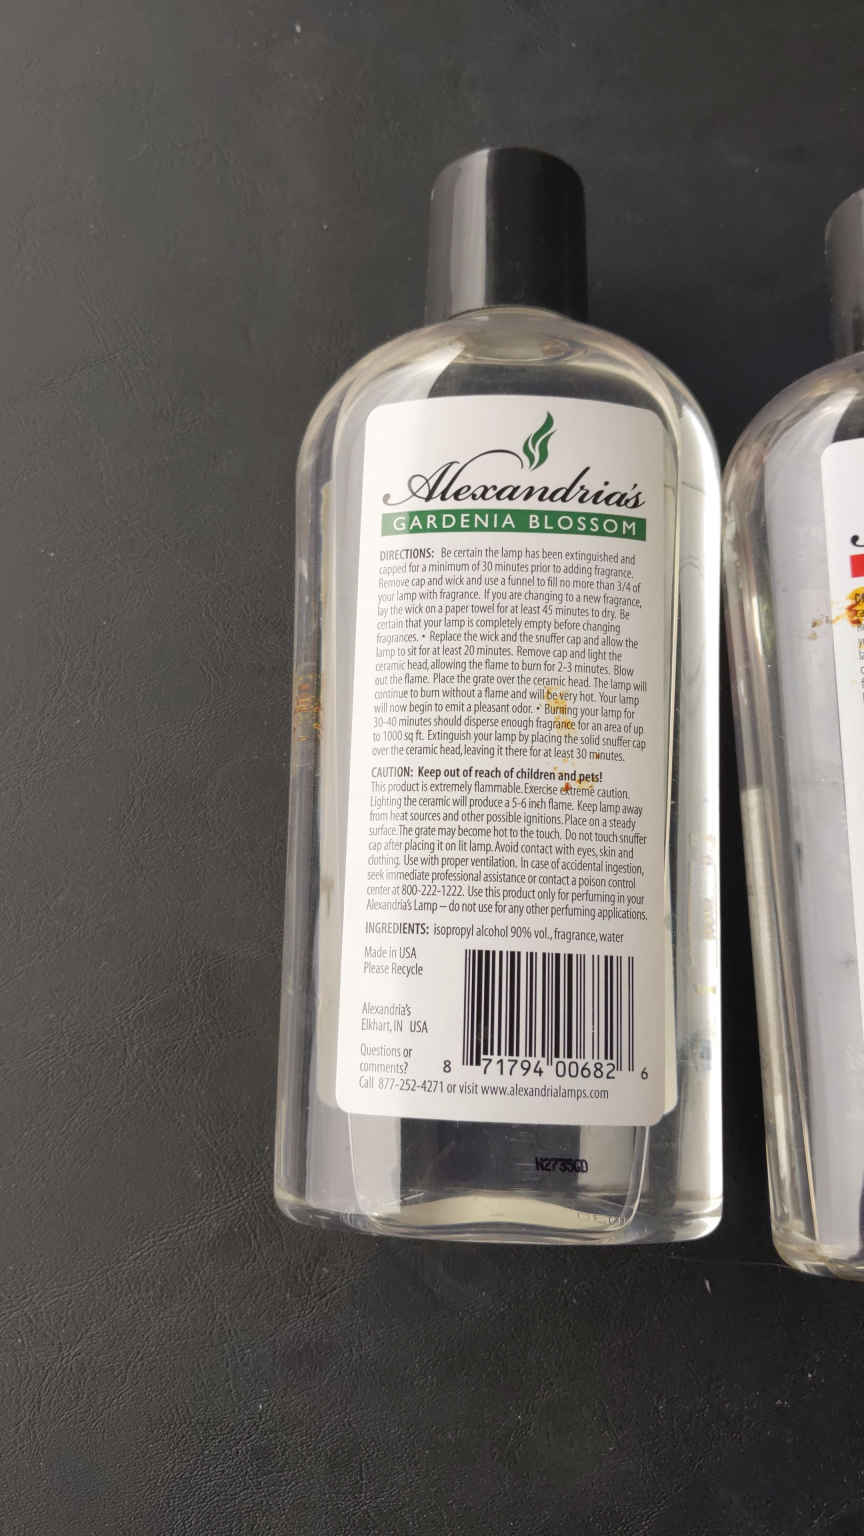 Alexandria's
GARDENIA BLOSSOM
DIRECTIONS: Be certain the lamp has been extinguished and
capped for a minimum of 30 minutes prior to adding fragrance.
Remove cap and wick and use a funnel to fill no more than 3/4 of
your lamp with fragrance. If you are changing to a new fragrance,
lay the wick on a paper towel for at least 45 minutes to dry. Be
certain that your lamp is completely empty before changing
fragrances. • Replace the wick and the snuffer cap and allow the
lamp to sit for at least 20 minutes. Remove cap and light the
ceramic head, allowing the flame to burn for 2-3 minutes. Blow
out the flame. Place the grate over the ceramic head. The lamp will
continue to burn without a flame and will be very hot. Your lamp
will now begin to emit a pleasant odor. • Burning your lamp for
30-40 minutes should disperse enough fragrance for an area of up
to 1000 sq ft. Extinguish your lamp by placing the solid snuffer cap
over the ceramic head, leaving it there for at least 30 minutes.
CAUTION: Keep out of reach of children and pets!
This product is extremely flammable. Exercise extreme caution.
Lighting the ceramic will produce a 5-6 inch flame. Keep lamp away
from heat sources and other possible ignitions. Place on a steady
surface. The grate may become hot to the touch. Do not touch snuffer
cap after placing it on lit lamp. Avoid contact with eyes, skin and
clothing. Use with proper ventilation. In case of accidental ingestion,
seek immediate professional assistance or contact a poison control
center at 800-222-1222. Use this product only for perfuming in your
Alexandria's Lamp – do not use for any other perfuming applications.
INGREDIENTS: isopropyl alcohol 90% vol., fragrance, water
Made in USA
Please Recycle
Alexandria's
Elkhart, IN USA
Questions or
comments?
Call 877-252-4271 or visit www.alexandrialamps.com
8 71794 00682 6
N2735GD